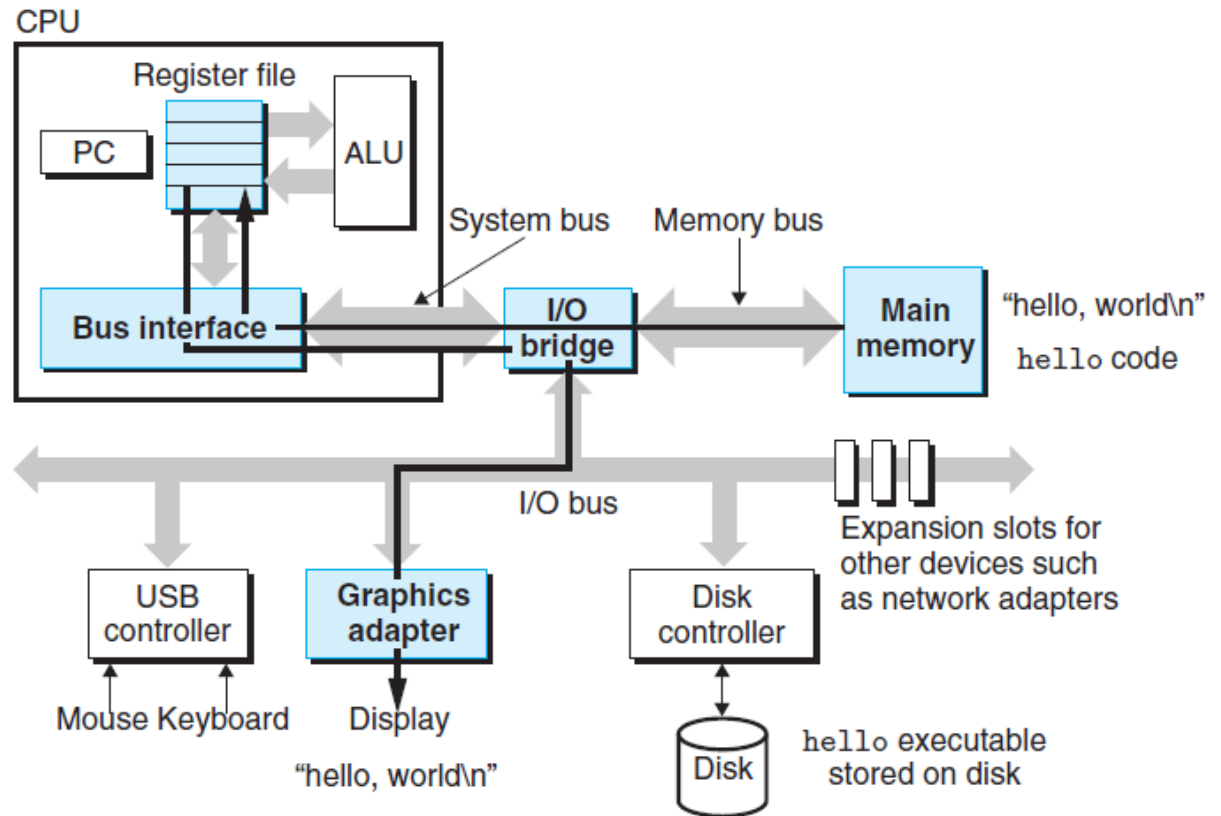 CPU
Register file
PC
ALU
System bus
Memory bus
Bus interface
I/O
bridge
Main
memory
“hello, world\n”
hello code
I/O bus
Expansion slots for
other devices such
as network adapters
USB
controller
Graphics
adapter
Disk
controller
Mouse Keyboard
Display
“hello, world\n”
Disk
hello executable
stored on disk